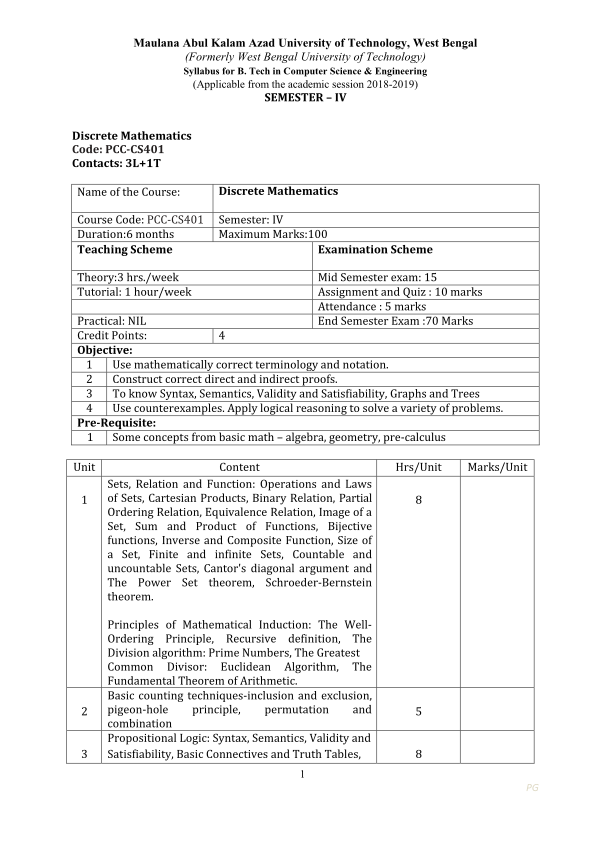 Maulana Abul Kalam Azad University of Technology, West Bengal
(Formerly West Bengal University of Technology)
Syllabus for B. Tech in Computer Science & Engineering
(Applicable from the academic session 2018-2019)
SEMESTER – IV
Discrete Mathematics
Code: PCC-CS401
Contacts: 3L+1T
Name of the Course: Discrete Mathematics
Course Code: PCC-CS401 Semester: IV
Duration:6 months Maximum Marks:100
Teaching Scheme Examination Scheme
Theory:3 hrs./week Mid Semester exam: 15
Tutorial: 1 hour/week Assignment and Quiz : 10 marks
Attendance : 5 marks
Practical: NIL End Semester Exam :70 Marks
Credit Points: 4
Objective:
1 Use mathematically correct terminology and notation.
2 Construct correct direct and indirect proofs.
3 To know Syntax, Semantics, Validity and Satisfiability, Graphs and Trees
4 Use counterexamples. Apply logical reasoning to solve a variety of problems.
Pre-Requisite:
1 Some concepts from basic math – algebra, geometry, pre-calculus
Unit Content Hrs/Unit Marks/Unit
Sets, Relation and Function: Operations and Laws
1 of Sets, Cartesian Products, Binary Relation, Partial 8
Ordering Relation, Equivalence Relation, Image of a
Set, Sum and Product of Functions, Bijective
functions, Inverse and Composite Function, Size of
a Set, Finite and infinite Sets, Countable and
uncountable Sets, Cantor's diagonal argument and
The Power Set theorem, Schroeder-Bernstein
theorem.
Principles of Mathematical Induction: The Well-
Ordering Principle, Recursive definition, The
Division algorithm: Prime Numbers, The Greatest
Common Divisor: Euclidean Algorithm, The
Fundamental Theorem of Arithmetic.
Basic counting techniques-inclusion and exclusion,
2 pigeon-hole principle, permutation and 5
combination
Propositional Logic: Syntax, Semantics, Validity and
3 Satisfiability, Basic Connectives and Truth Tables, 8
1
PG